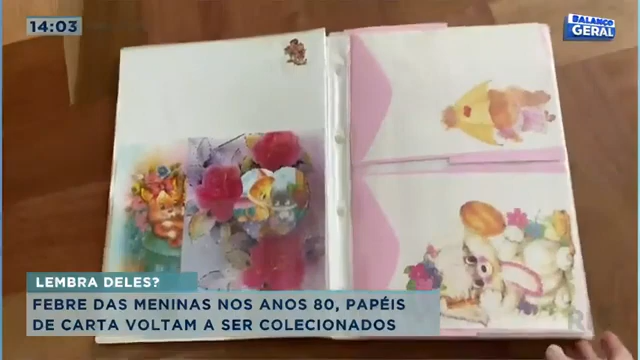 14:03
BALANÇO
GERAL
LEMBRA DELES?
FEBRE DAS MENINAS NOS ANOS 80, PAPÉIS
DE CARTA VOLTAM A SER COLECIONADOS